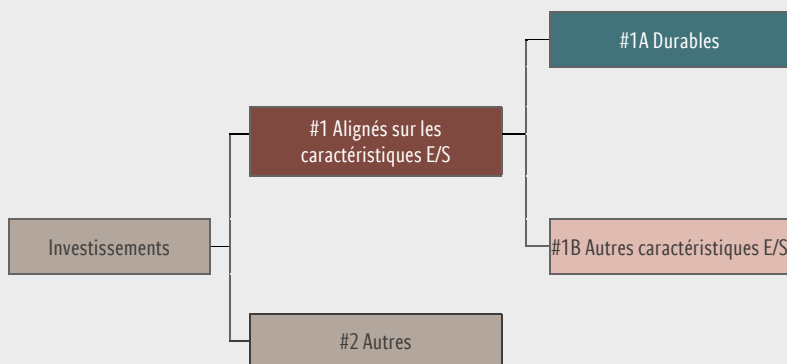 #1A Durables
#1 Alignés sur les
caractéristiques E/S
Investissements
#1B Autres caractéristiques E/S
#2 Autres